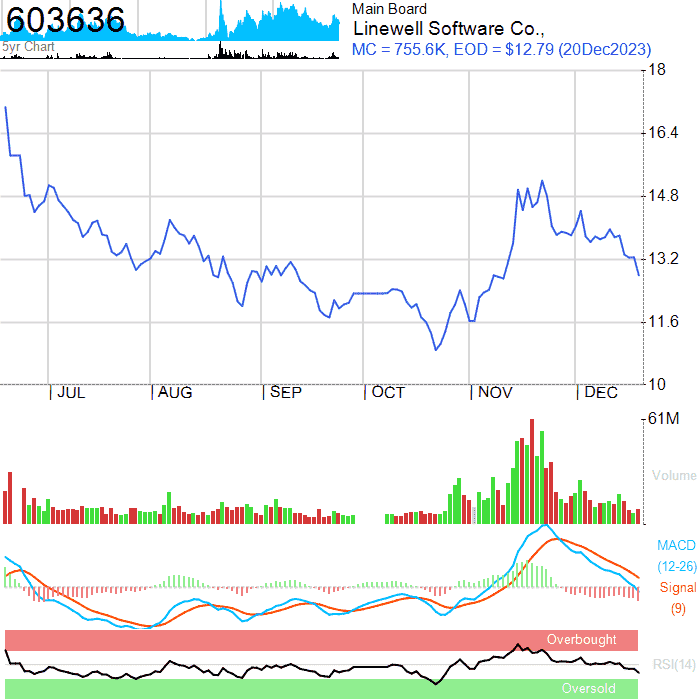 603636
5yr Chart
Main Board
Linewell Software Co.,
MC = 755.6K, EOD = $12.79 (20Dec2023)
18
16.4
14.8
13.2
11.6
10
JUL AUG SEP OCT NOV DEC
61M
Volume
MACD
(12-26)
Signal
(9)
Overbought
RSI(14)
Oversold